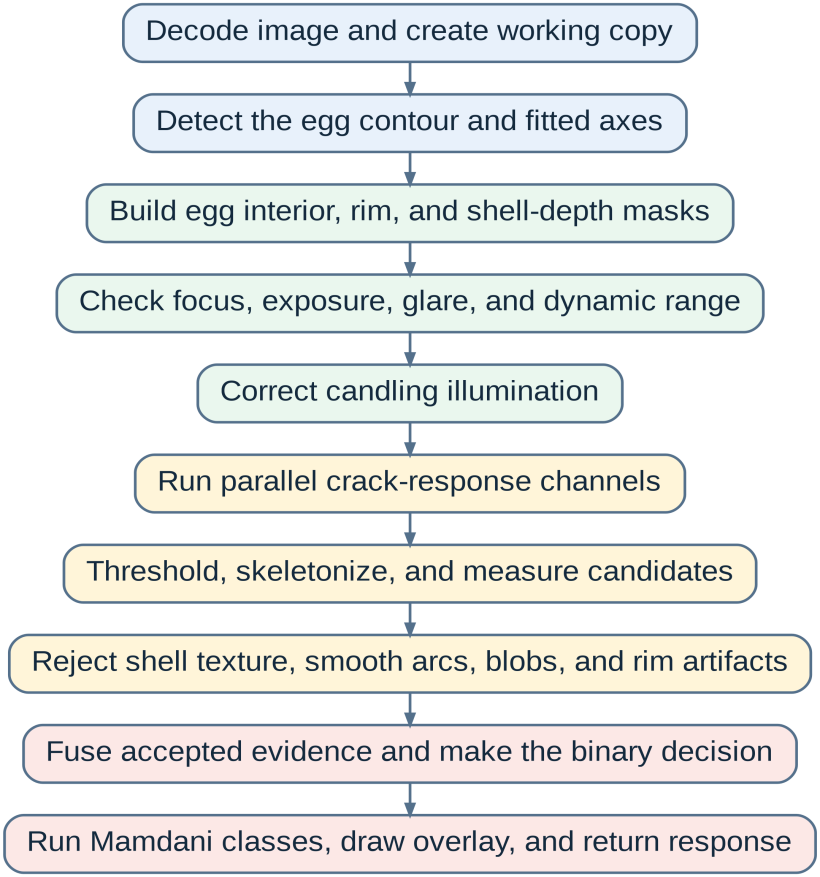 Decode image and create working copy
Detect the egg contour and fitted axes
Build egg interior, rim, and shell-depth masks
Check focus, exposure, glare, and dynamic range
Correct candling illumination
Run parallel crack-response channels
Threshold, skeletonize, and measure candidates
Reject shell texture, smooth arcs, blobs, and rim artifacts
Fuse accepted evidence and make the binary decision
Run Mamdani classes, draw overlay, and return response